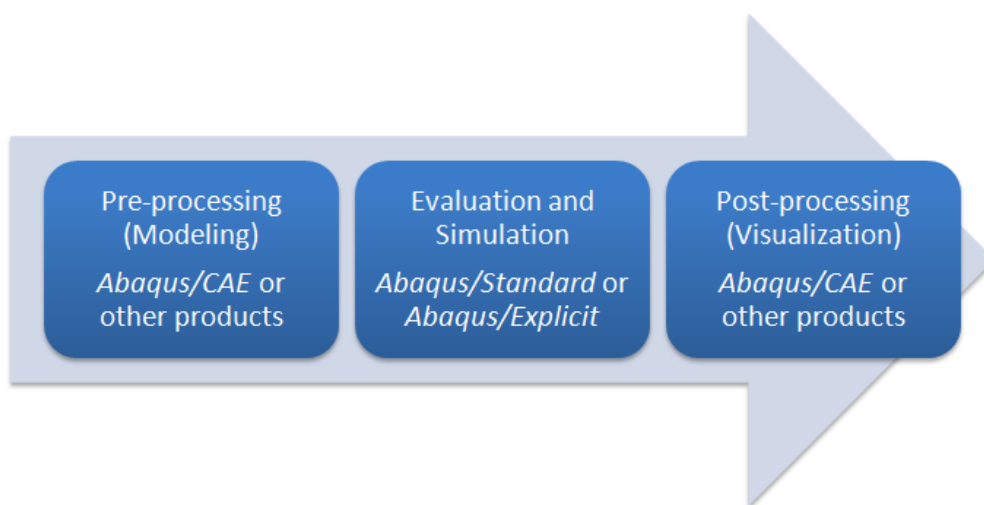 Pre-processing
(Modeling)
Abaqus/CAE or
other products
Evaluation and
Simulation
Abaqus/Standard or
Abaqus/Explicit
Post-processing
(Visualization)
Abaqus/CAE or
other products